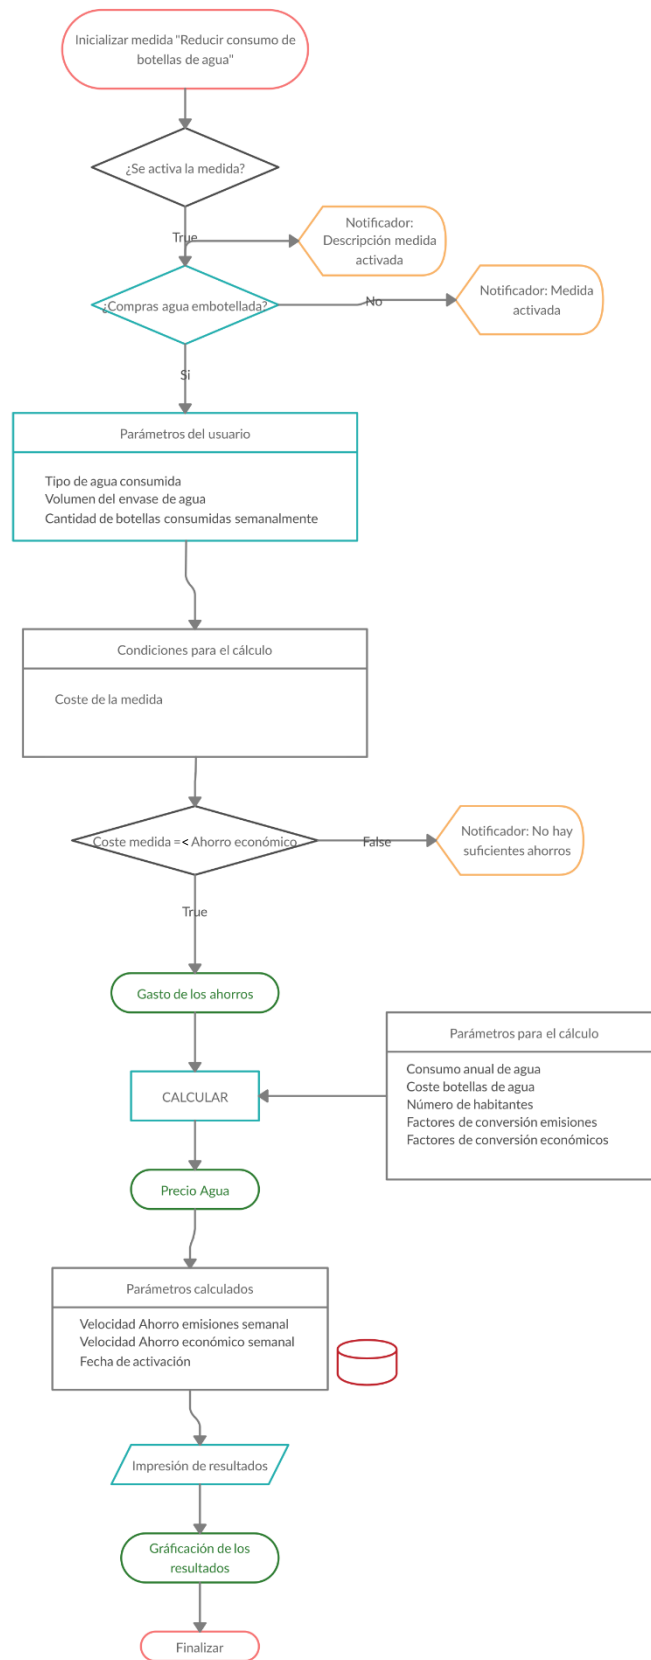 Inicializar medida "Reducir consumo de
botellas de agua"
¿Se activa la medida?
True
Notificador:
Descripción medida
activada
¿Compras agua embotellada?
No
Notificador: Medida
activada
Si
Parámetros del usuario
Tipo de agua consumida
Volumen del envase de agua
Cantidad de botellas consumidas semanalmente
Condiciones para el cálculo
Coste de la medida
Coste medida =< Ahorro económico
False
Notificador: No hay
suficientes ahorros
True
Gasto de los ahorros
Parámetros para el cálculo
Consumo anual de agua
Coste botellas de agua
Número de habitantes
Factores de conversión emisiones
Factores de conversión económicos
CALCULAR
Precio Agua
Parámetros calculados
Velocidad Ahorro emisiones semanal
Velocidad Ahorro económico semanal
Fecha de activación
Impresión de resultados
Gráficación de los
resultados
Finalizar